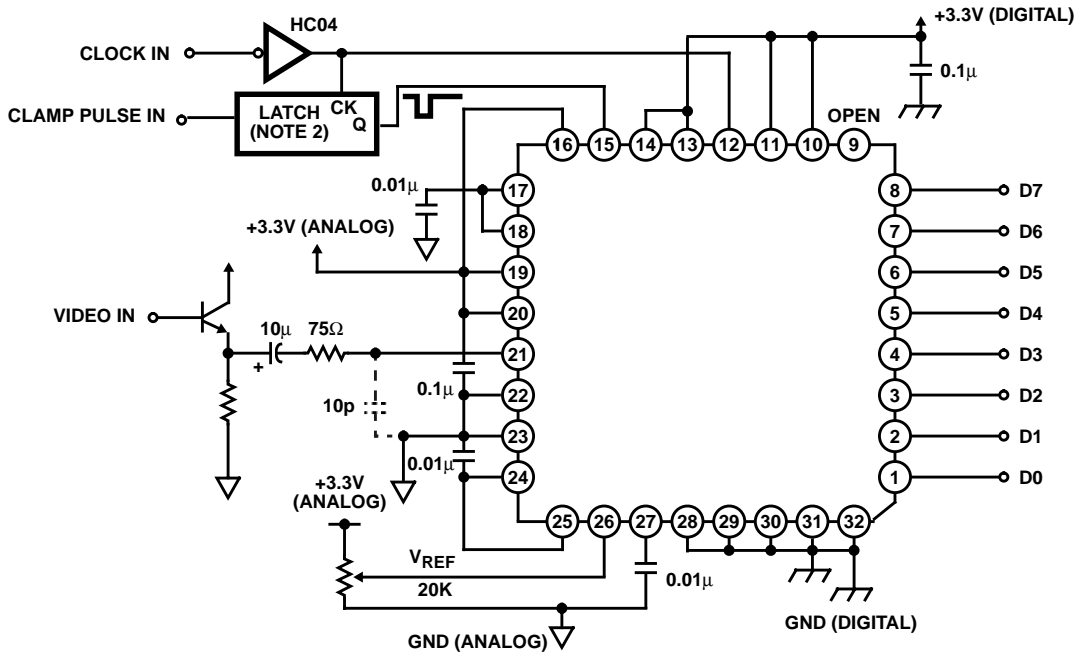 HC04
+3.3V (DIGITAL)
CLOCK IN
0.1μ
CLAMP PULSE IN
LATCH
(NOTE 2)
CK
Q
OPEN
16
15
14
13
12
11
10
9
0.01μ
17
8
D7
18
7
D6
+3.3V (ANALOG)
19
6
D5
20
5
D4
VIDEO IN
10μ
75Ω
+
21
4
D3
0.1μ
22
3
D2
10p
23
2
D1
0.01μ
24
1
D0
+3.3V
(ANALOG)
25
26
27
28
29
30
31
32
VREF
20K
0.01μ
GND (DIGITAL)
GND (ANALOG)